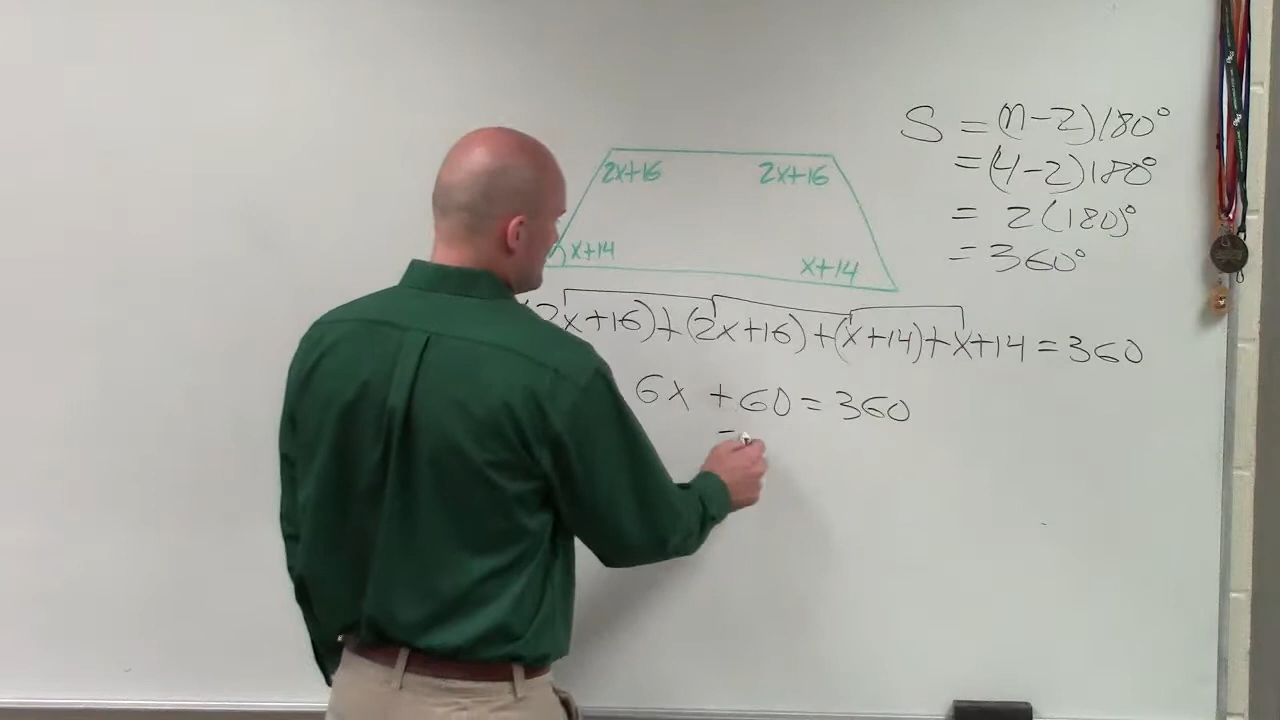 S = (n-2)180°
= (4-2)180°
= 2(180)°
= 360°
2x+16 2x+16
x+14 x+14
(2x+16)+(2x+16)+(x+14)+x+14=360
6x +60=360
-